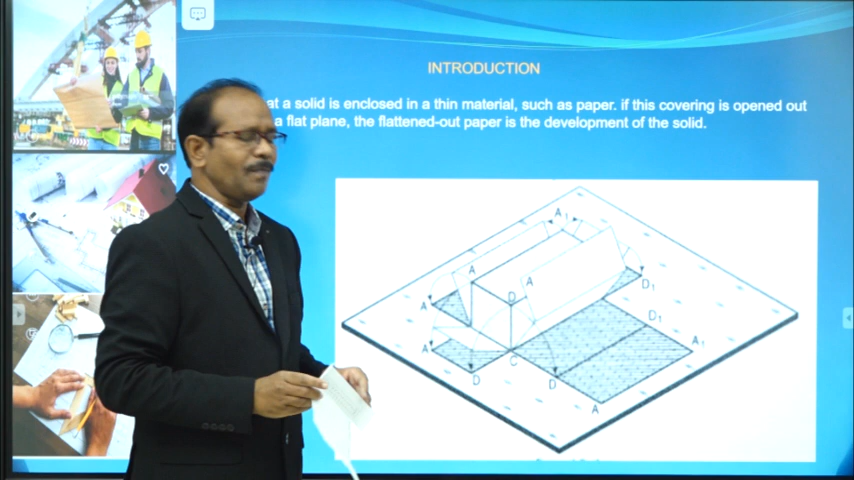 INTRODUCTION
at a solid is enclosed in a thin material, such as paper. if this covering is opened out
a flat plane, the flattened-out paper is the development of the solid.
A1
A
A
D
D1
A
D1
A
C
A1
D
D
A